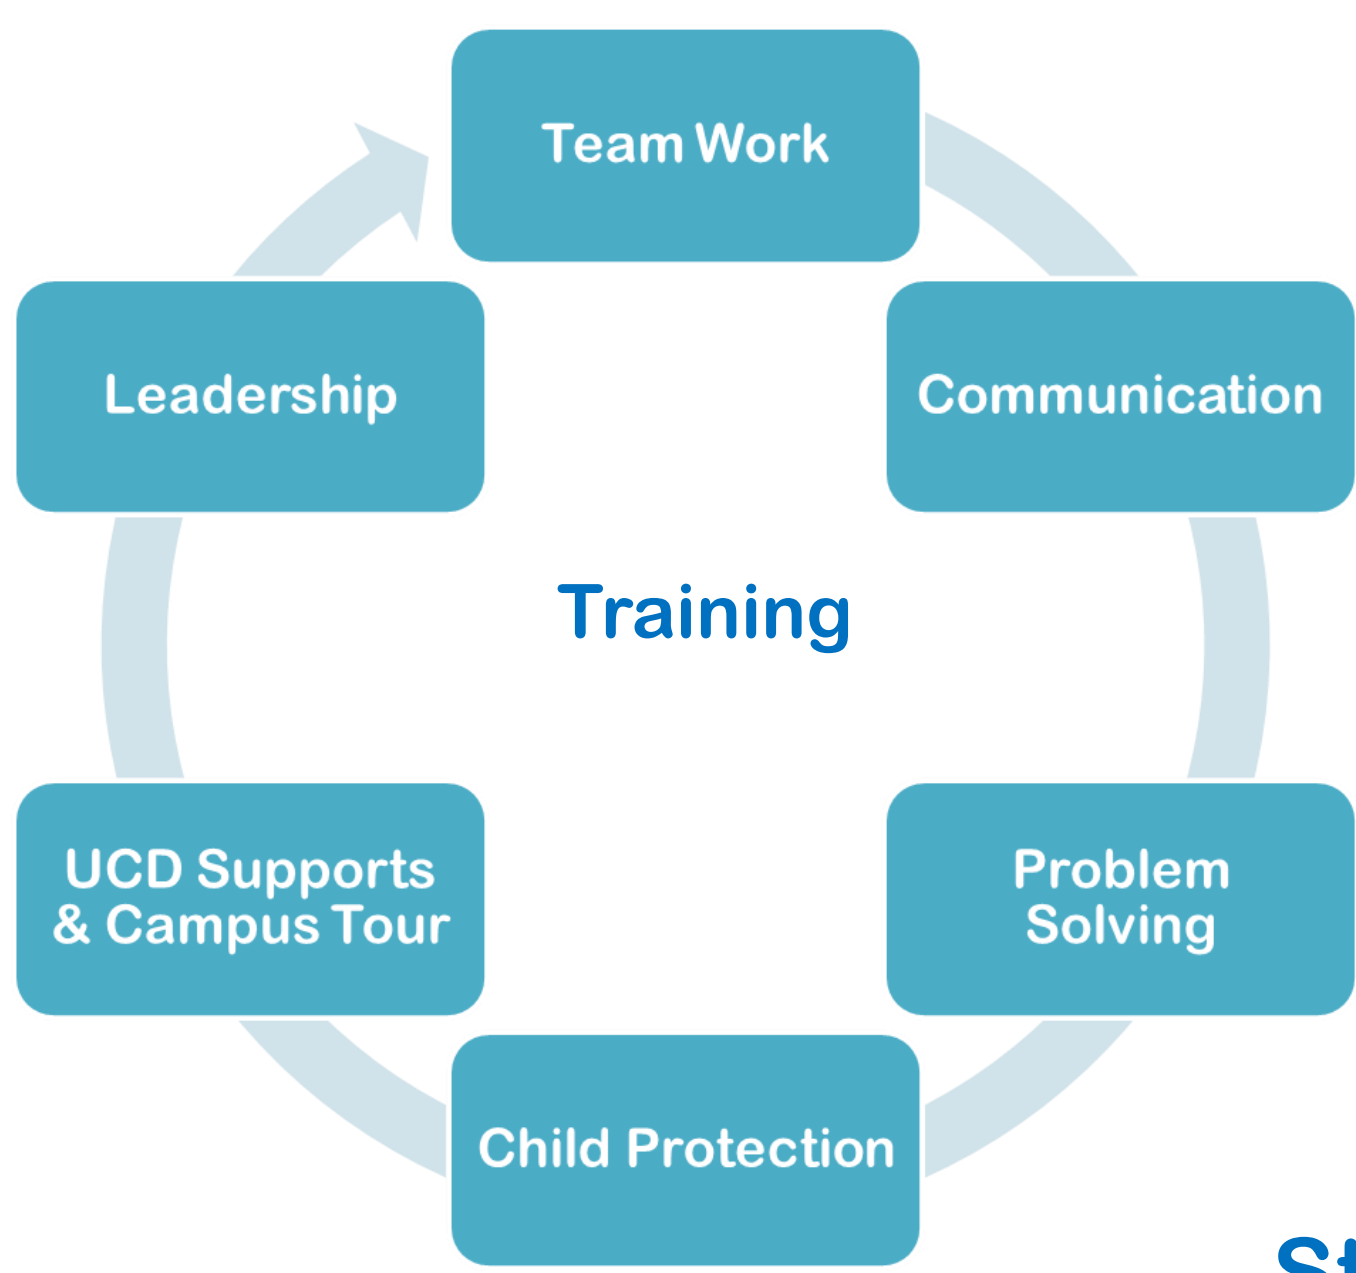 Team Work
Communication
Problem
Solving
Child Protection
UCD Supports
& Campus Tour
Leadership
Training